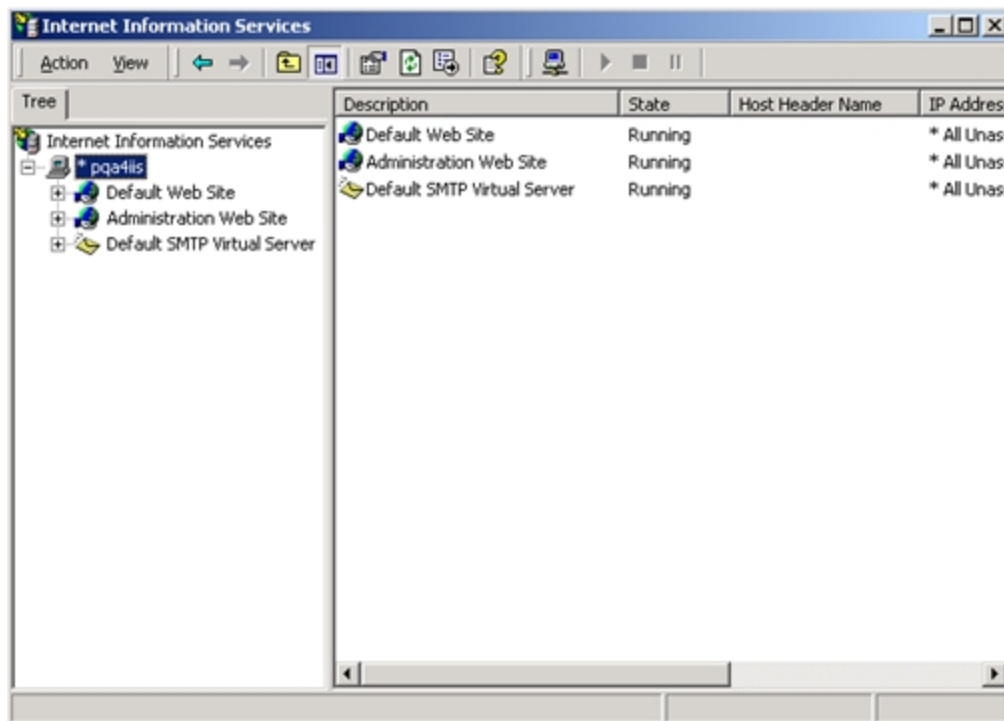 Internet Information Services
Action View
Tree
Internet Information Services
* pqa4iis
Default Web Site
Administration Web Site
Default SMTP Virtual Server
Description State Host Header Name IP Addres
Default Web Site Running * All Unas
Administration Web Site Running * All Unas
Default SMTP Virtual Server Running * All Unas